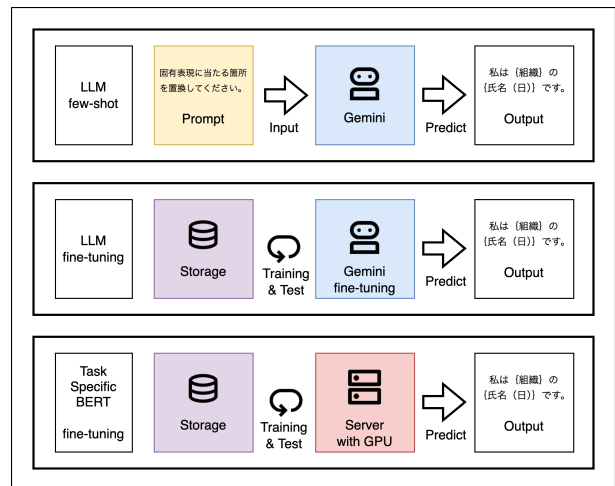 LLM
few-shot
固有表現に当たる箇所
を置換してください。
Prompt
Input
Gemini
Predict
私は {組織} の
{氏名 (日)} です。
Output
LLM
fine-tuning
Storage
Training
& Test
Gemini
fine-tuning
Predict
私は {組織} の
{氏名 (日)} です。
Output
Task
Specific
BERT
fine-tuning
Storage
Training
& Test
Server
with GPU
Predict
私は {組織} の
{氏名 (日)} です。
Output